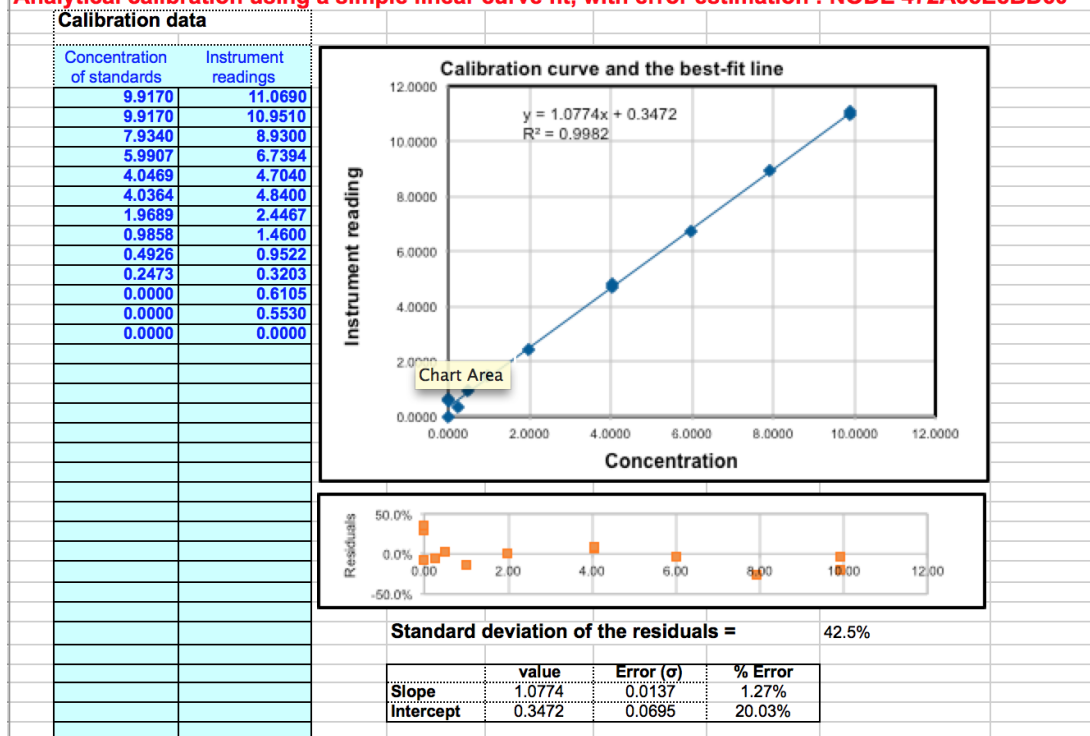 Calibration data
Concentration Instrument
of standards readings
9.9170 11.0690
9.9170 10.9510
7.9340 8.9300
5.9907 6.7394
4.0469 4.7040
4.0364 4.8400
1.9689 2.4467
0.9858 1.4600
0.4926 0.9522
0.2473 0.3203
0.0000 0.6105
0.0000 0.5530
0.0000 0.0000
Calibration curve and the best-fit line
12.0000
y = 1.0774x + 0.3472
R² = 0.9982
10.0000
8.0000
6.0000
4.0000
Chart Area
0.0000
Instrument reading
0.0000 2.0000 4.0000 6.0000 8.0000 10.0000 12.0000
Concentration
Residuals
50.0%
0.0%
-50.0%
0.00 2.00 4.00 6.00 8.00 10.00 12.00
Standard deviation of the residuals = 42.5%
value Error (σ) % Error
Slope 1.0774 0.0137 1.27%
Intercept 0.3472 0.0695 20.03%